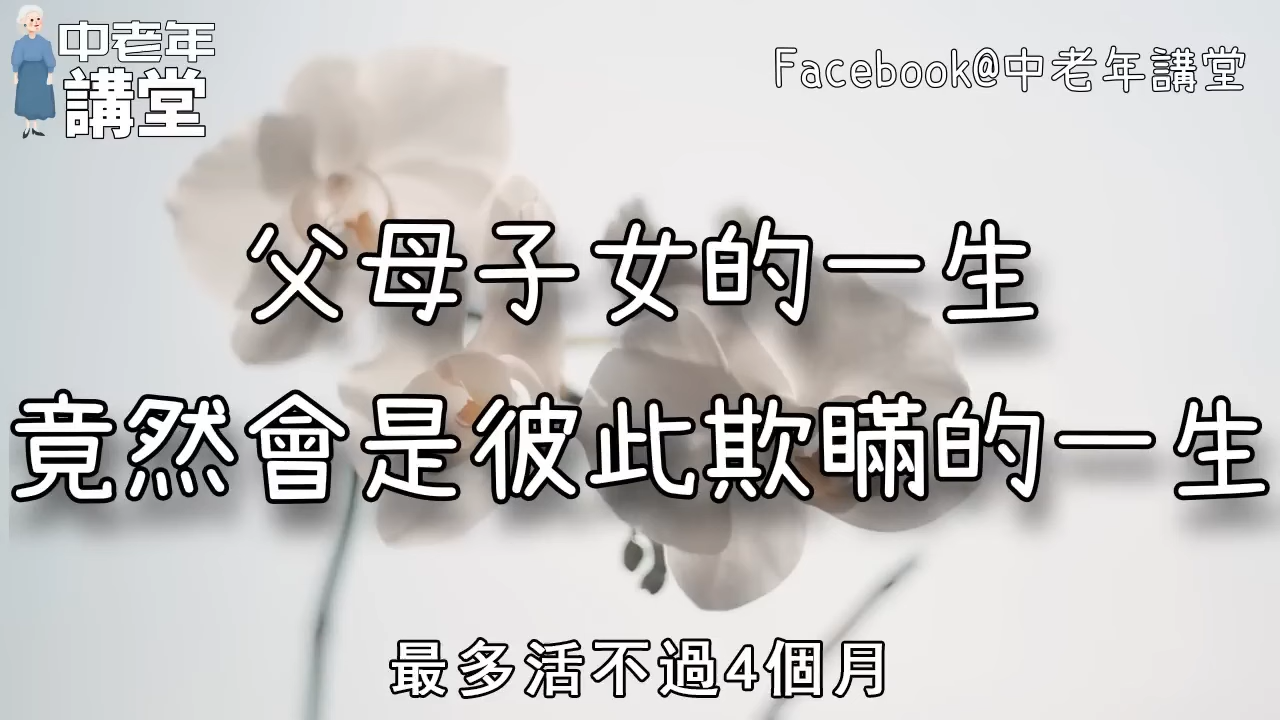 中老年
講堂
Facebook@中老年講堂
父母子女的一生
竟然會是彼此欺瞞的一生
最多活不過4個月